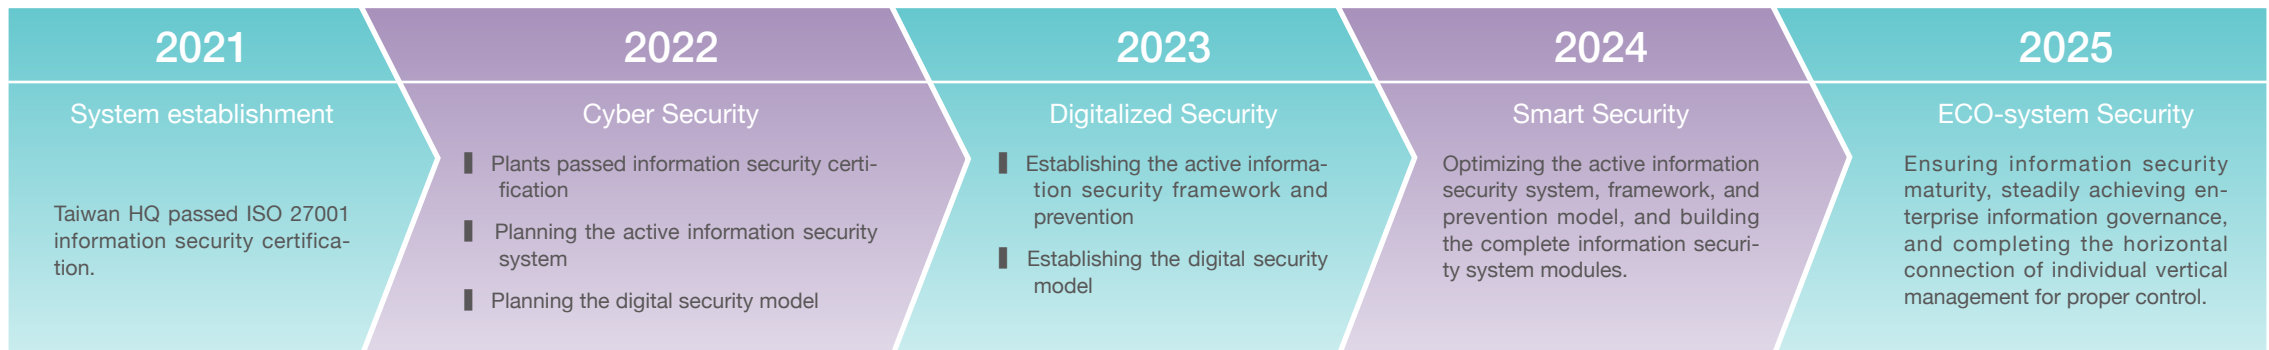 2021
System establishment
Taiwan HQ passed ISO 27001
information security certifica-
tion.
2022
Cyber Security
Plants passed information security certi-
fication
Planning the active information security
system
Planning the digital security model
2023
Digitalized Security
Establishing the active informa-
tion security framework and
prevention
Establishing the digital security
model
2024
Smart Security
Optimizing the active information
security system, framework, and
prevention model, and building
the complete information securi-
ty system modules.
2025
ECO-system Security
Ensuring information security
maturity, steadily achieving en-
terprise information governance,
and completing the horizontal
connection of individual vertical
management for proper control.